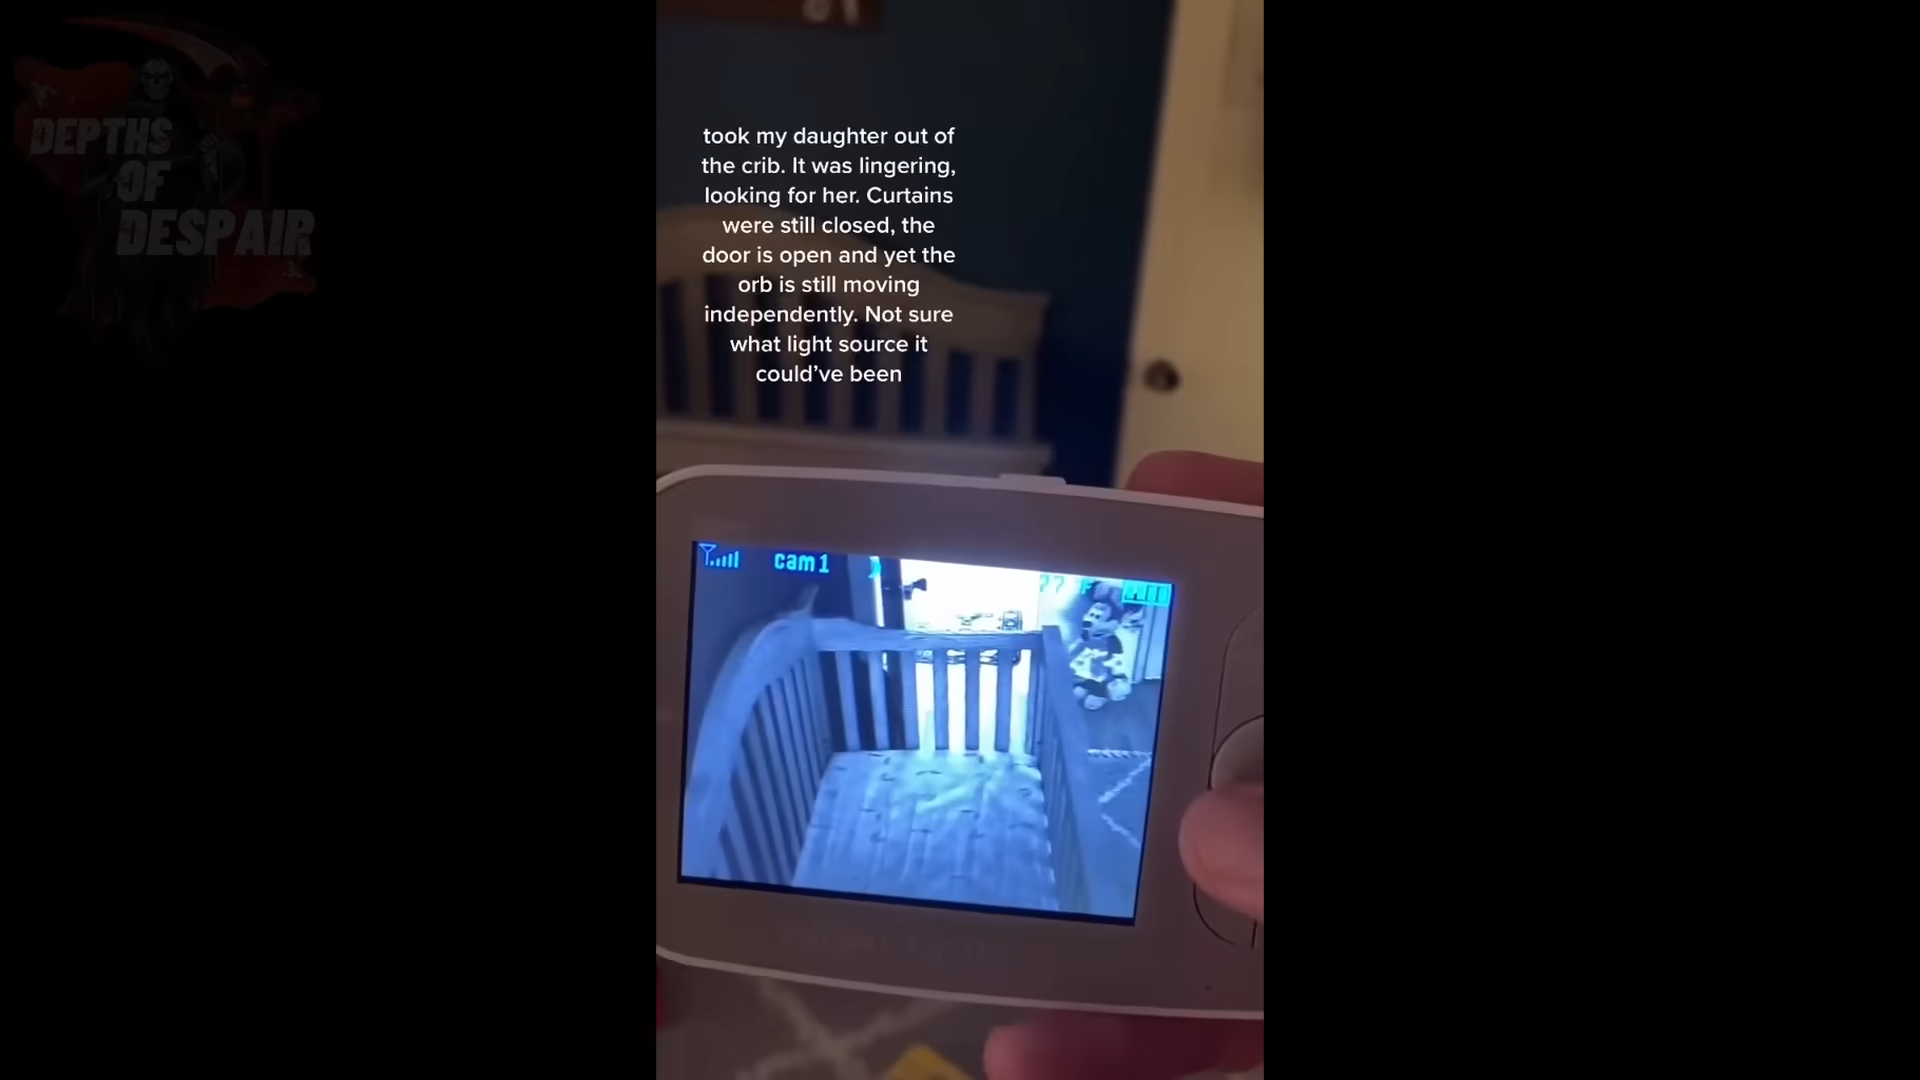 DEPTHS
OF
DESPAIR
took my daughter out of
the crib. It was lingering,
looking for her. Curtains
were still closed, the
door is open and yet the
orb is still moving
independently. Not sure
what light source it
could’ve been
cam1